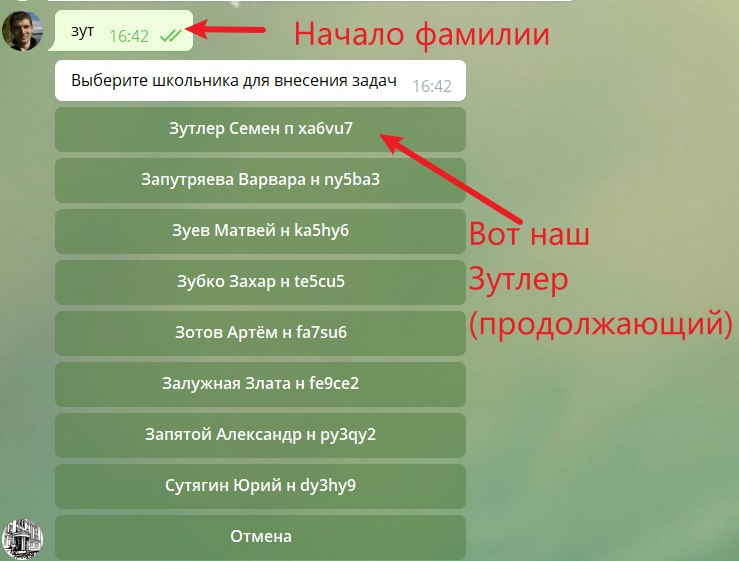 зут 16:42
Начало фамилии
Выберите школьника для внесения задач 16:42
Зутлер Семен п xa6vu7
Запутряева Варвара н ny5ba3
Зуев Матвей н ka5hy6
Вот наш
Зубко Захар н te5cu5
Зутлер
(продолжающий)
Зотов Артём н fa7su6
Залужная Злата н fe9ce2
Запятой Александр н py3qy2
Сутягин Юрий н dy3hy9
Отмена